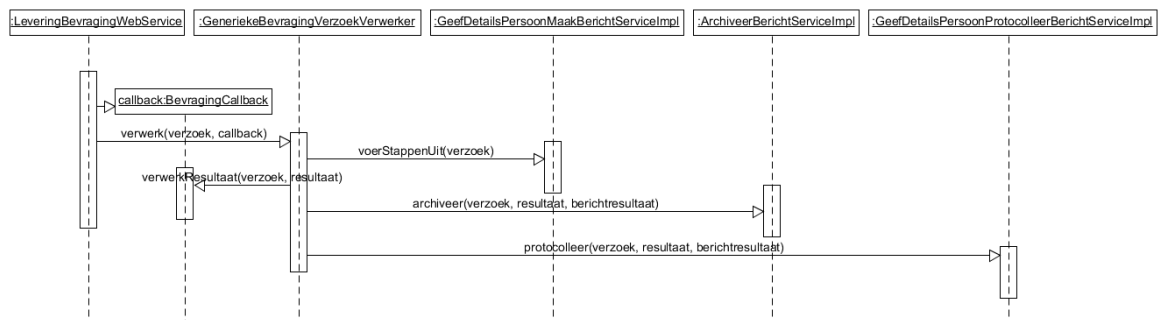 :LeveringBevragingWebService
:GeneriekeBevragingVerzoekVerwerker
:GeefDetailsPersoonMaakBerichtServiceImpl
:ArchiveerBerichtServiceImpl
:GeefDetailsPersoonProtocolleerBerichtServiceImpl
callback:BevragingCallback
verwerk(verzoek, callback)
voerStappenUit(verzoek)
verwerkResultaat(verzoek, resultaat)
archiveer(verzoek, resultaat, berichtresultaat)
protocolleer(verzoek, resultaat, berichtresultaat)